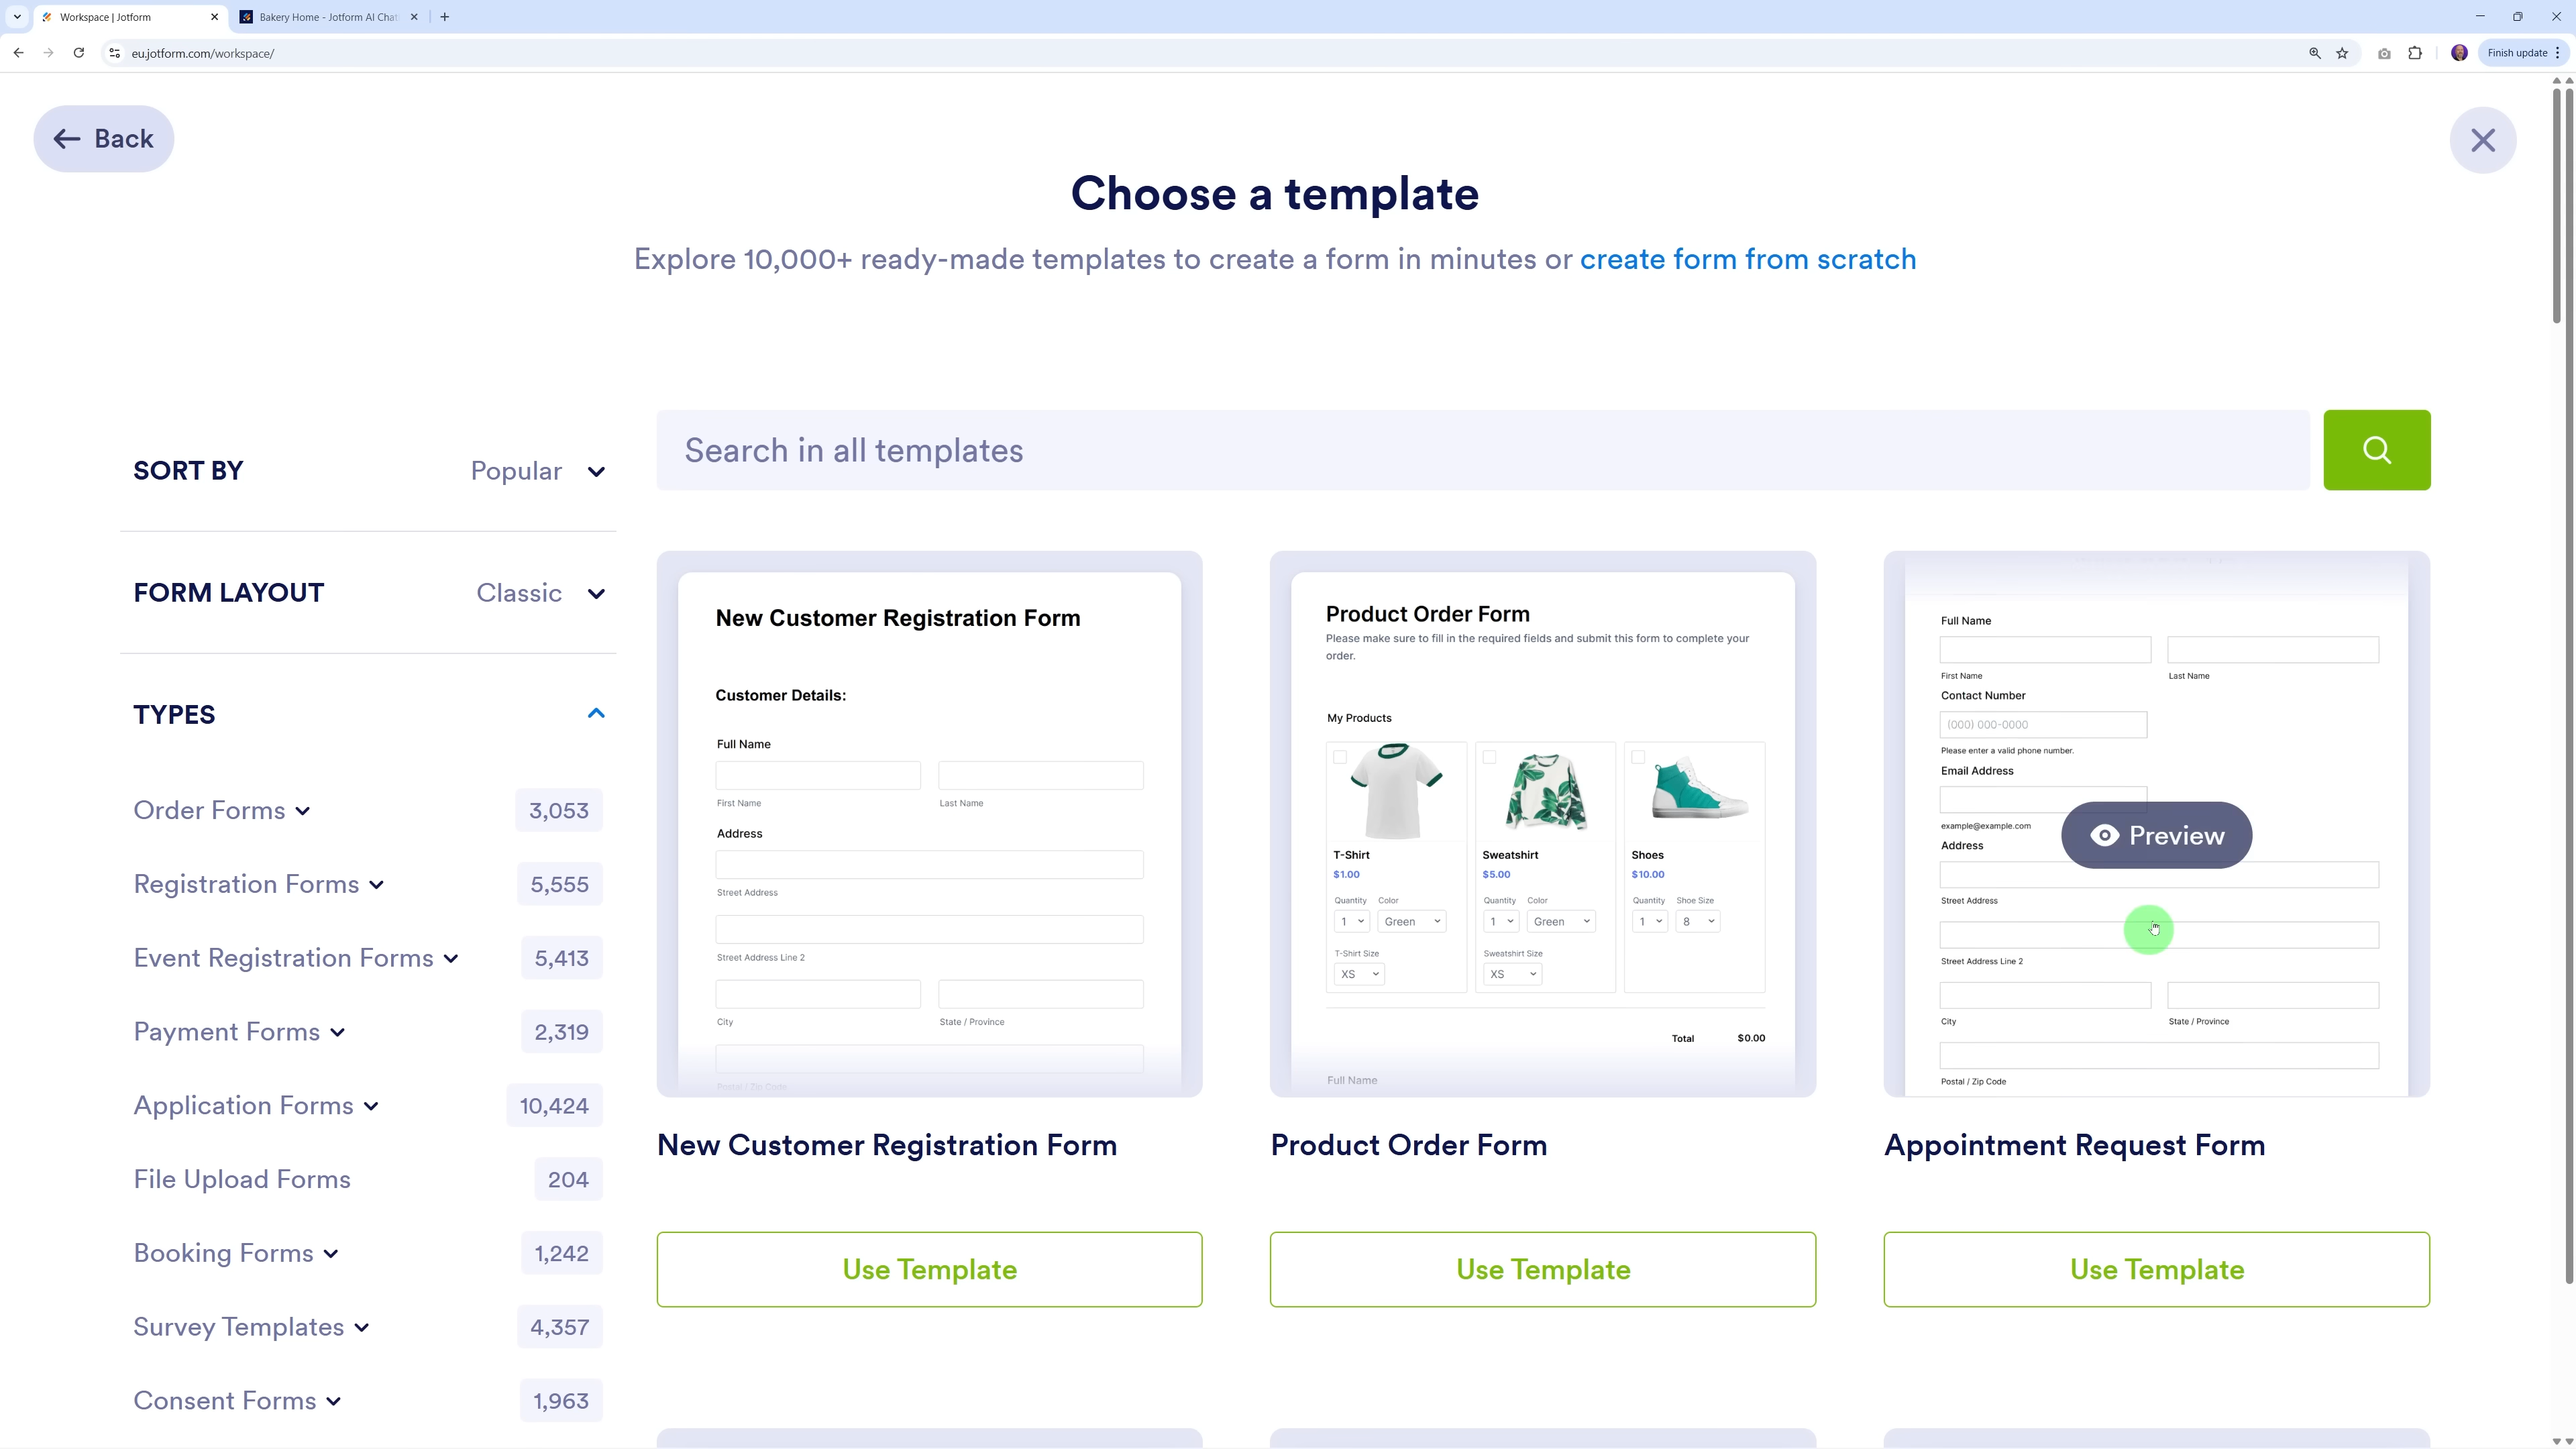 Workspace | Jotform
Bakery Home - Jotform AI Chat
eu.jotform.com/workspace/
Finish update
Back
Choose a template
Explore 10,000+ ready-made templates to create a form in minutes or create form from scratch
Search in all templates
SORT BY Popular
FORM LAYOUT Classic
TYPES
Order Forms 3,053
Registration Forms 5,555
Event Registration Forms 5,413
Payment Forms 2,319
Application Forms 10,424
File Upload Forms 204
Booking Forms 1,242
Survey Templates 4,357
Consent Forms 1,963
New Customer Registration Form
Customer Details:
Full Name
First Name Last Name
Address
Street Address
Street Address Line 2
City State / Province
Postal / Zip Code
New Customer Registration Form
Use Template
Product Order Form
Please make sure to fill in the required fields and submit this form to complete your
order.
My Products
T-Shirt Sweatshirt Shoes
$1.00 $5.00 $10.00
Quantity Color Quantity Color Quantity Shoe Size
1 Green 1 Green 1 8
T-Shirt Size Sweatshirt Size
XS XS
Total $0.00
Full Name
Product Order Form
Use Template
Full Name
First Name Last Name
Contact Number
(000) 000-0000
Please enter a valid phone number.
Email Address
example@example.com
Preview
Address
Street Address
Street Address Line 2
City State / Province
Postal / Zip Code
Appointment Request Form
Use Template